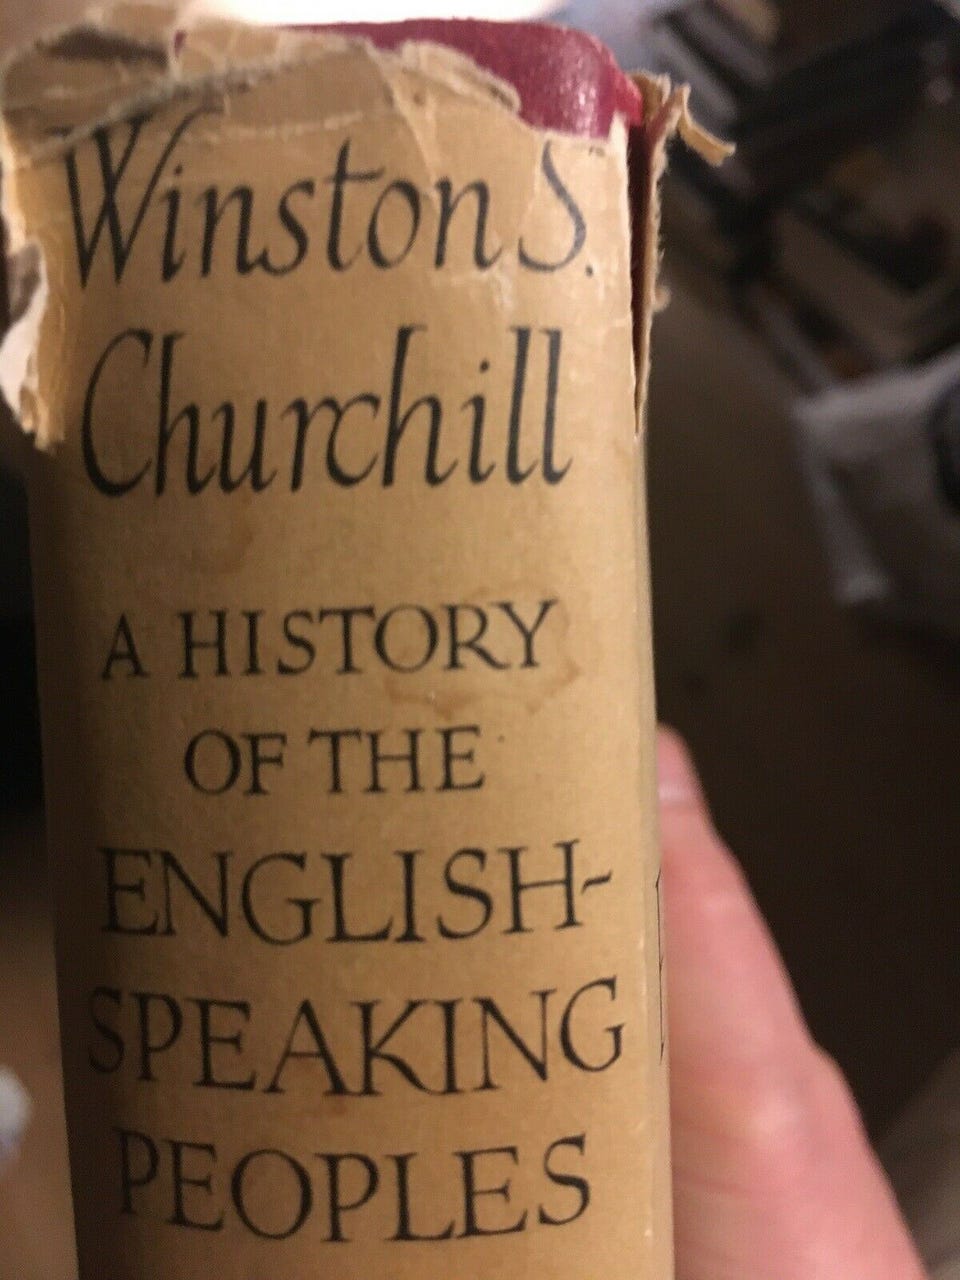 Winston S.
Churchill
A HISTORY
OF THE
ENGLISH-
SPEAKING
PEOPLES